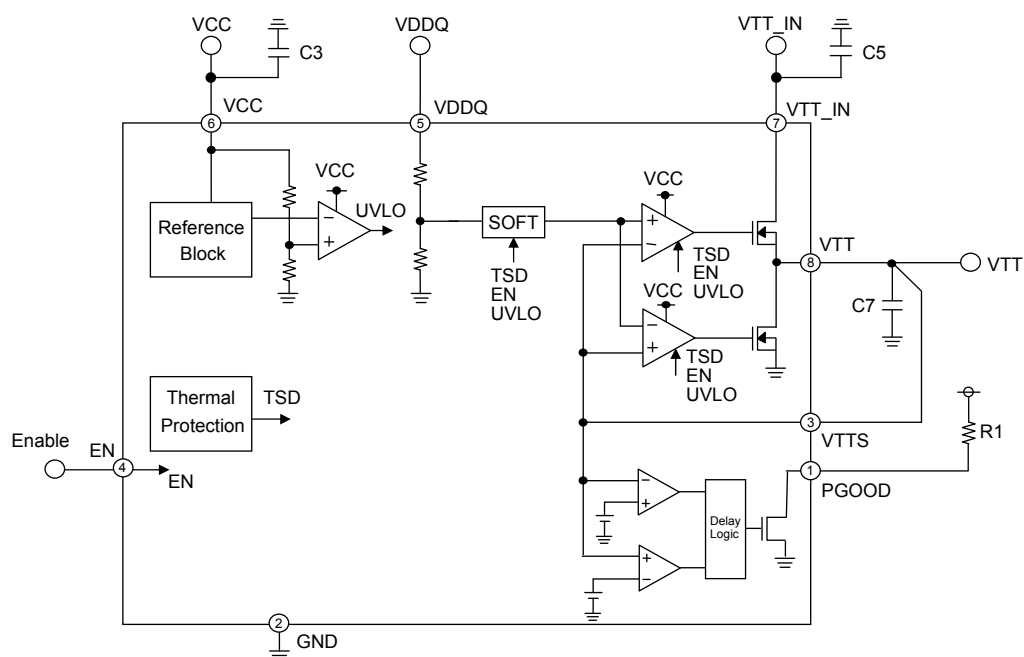 VCC
C3
VDDQ
VTT_IN
C5
VCC
VDDQ
VTT_IN
6
5
7
VCC
UVLO
Reference
Block
−
+
SOFT
TSD
EN
UVLO
VCC
+
−
TSD
EN
UVLO
VTT
8
VTT
C7
VCC
−
+
TSD
EN
UVLO
Thermal
Protection
TSD
3
VTTS
R1
Enable
EN
4
EN
1
PGOOD
−
+
Delay
Logic
+
−
2
GND